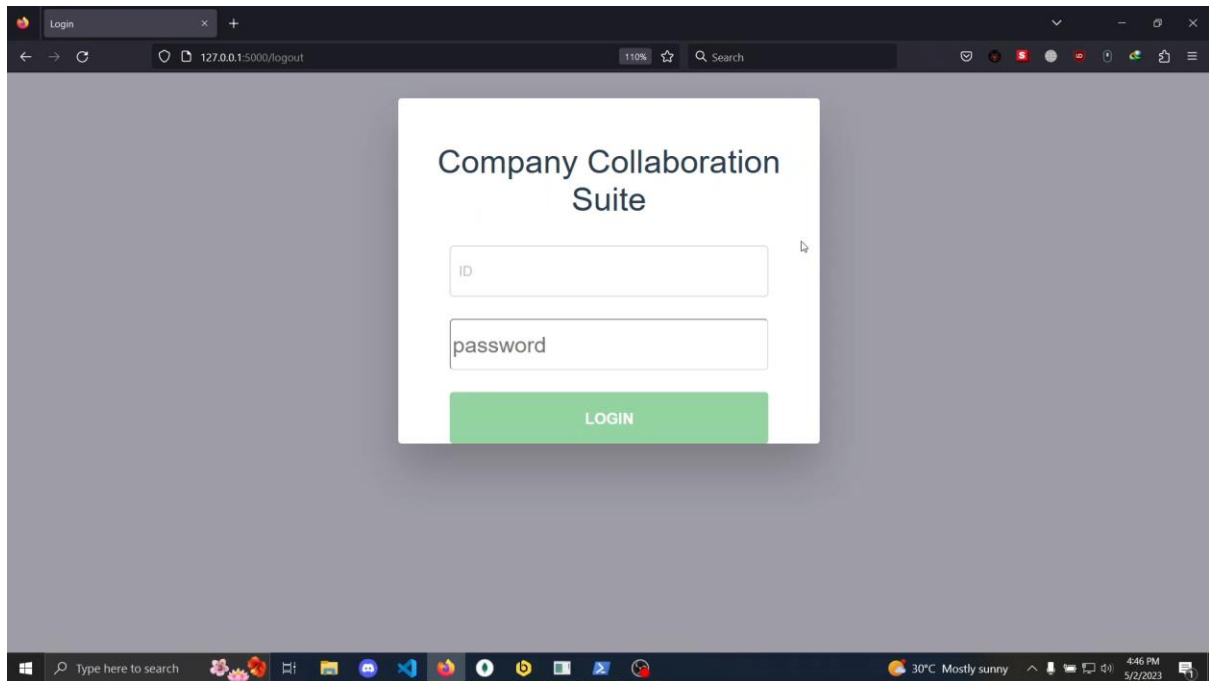 Login
127.0.0.1:5000/logout
110%
Search
Company Collaboration
Suite
ID
password
LOGIN
Type here to search
30°C Mostly sunny
4:46 PM
5/2/2023